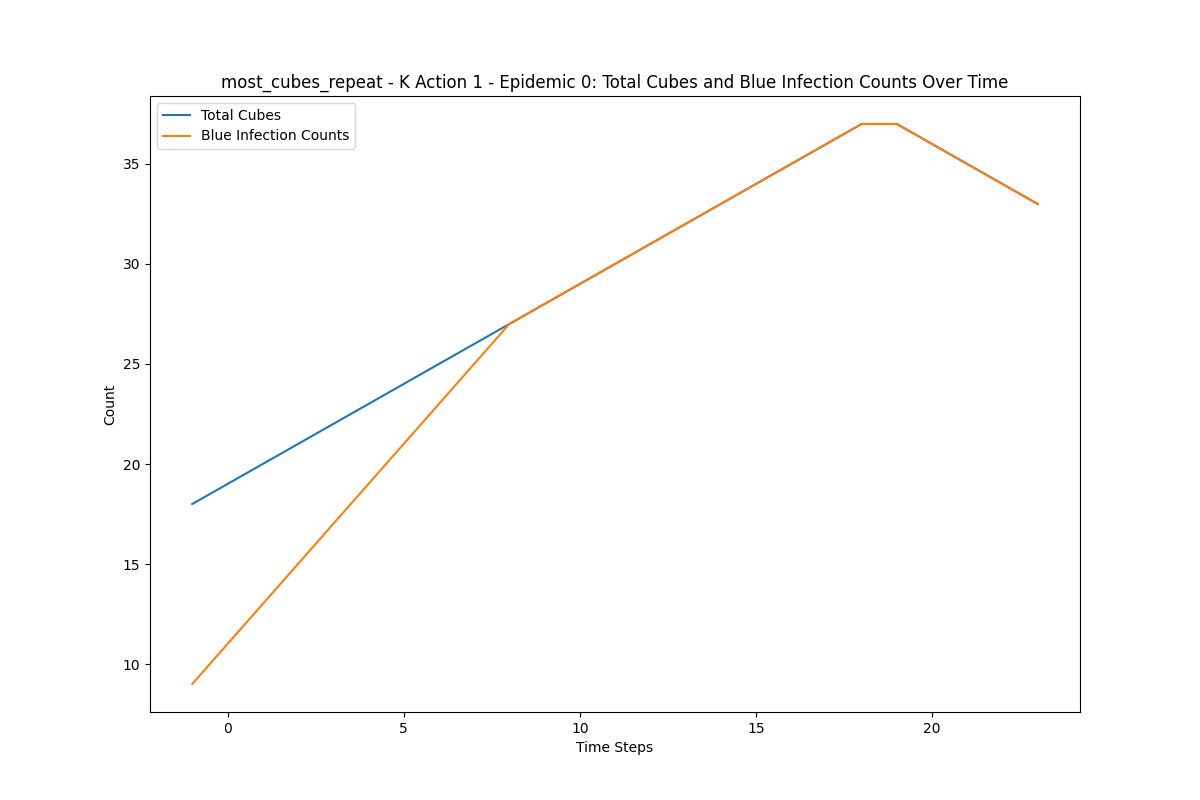 most_cubes_repeat - K Action 1 - Epidemic 0: Total Cubes and Blue Infection Counts Over Time
Total Cubes
Blue Infection Counts
35
30
25
20
15
10
Count
0 5 10 15 20
Time Steps